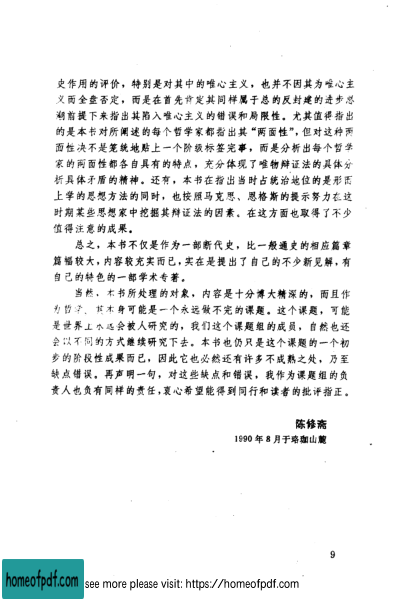 史作用的评价，特别是对其中的唯心主义，也并不因其为唯心主
义而全盘否定，而是在首先肯定其同样属于总的反封建的进步思
潮前提下来指出其陷入唯心主义的错误和局限性。尤其值得指出
的是本书对所阐述的每个哲学家都指出其“两面性”，但对这种两
面性决不是笼统地贴上一个阶级标签完事，而是分析出每个哲学
家的两面性都各自具有的特点，充分体现了唯物辩证法的具体分
析具体矛盾的精神。还有，本书在指出当时占统治地位的是形而
上学的思想方法的同时，也按照马克思、恩格斯的提示努力在这
时期某些思想家中挖掘其辩证法的因素，在这方面也取得了不少
值得注意的成果。
总之，本书不仅是作为一部断代史，比一般通史的相应篇章
篇幅较大，内容较充实而已，实在是提出了自己的不少新见解，有
自己的特色的一部学术专著。
当然，本书所处理的对象，内容是十分博大精深的，而且作
为哲学，其本身可能是一个永远做不完的课题。这个课题，可能
是世界上永远会被人研究的，我们这个课题组的成员，自然也还
会以不同的方式继续研究下去。本书也仍只是这个课题的一个初
步的阶段性成果而已，因此它也必然还有许多不成熟之处，乃至
缺点错误。再声明一句，对这些缺点和错误，我作为课题组的负
责人也负有同样的责任，衷心希望能得到同行和读者的批评指正。
陈修斋
1990年8月于珞珈山麓
9
homeofpdf.com
see more please visit: https://homeofpdf.com